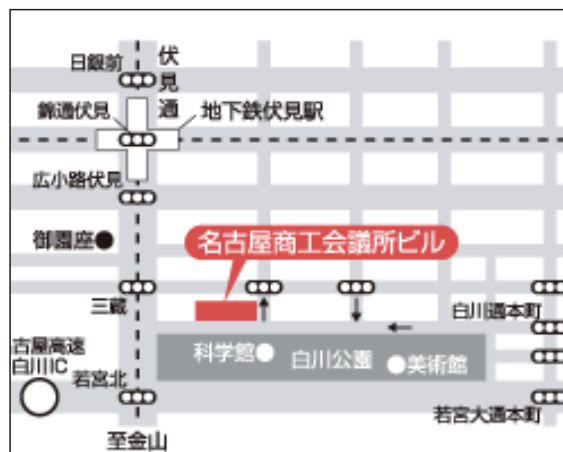 日銀前
伏見通
錦通伏見
地下鉄伏見駅
広小路伏見
御園座
名古屋商工会議所ビル
三蔵
白川通本町
古屋高速
白川IC
科学館
白川公園
美術館
若宮北
若宮大通本町
至金山